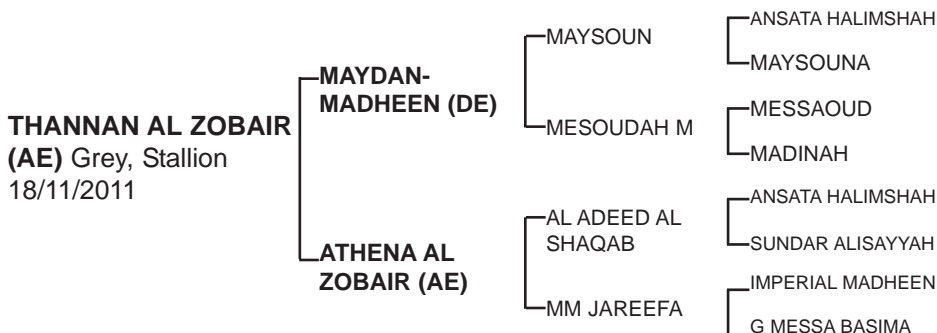 THANNAN AL ZOBAIR
(AE) Grey, Stallion
18/11/2011
MAYDAN-
MADHEEN (DE)
MAYSOUN
ANSATA HALIMSHAH
MAYSOUNA
MESOUDAH M
MESSAOUD
MADINAH
ATHENA AL
ZOBAIR (AE)
AL ADEED AL
SHAQAB
ANSATA HALIMSHAH
SUNDAR ALISAYYAH
MM JAREEFA
IMPERIAL MADHEEN
G MESSA BASIMA